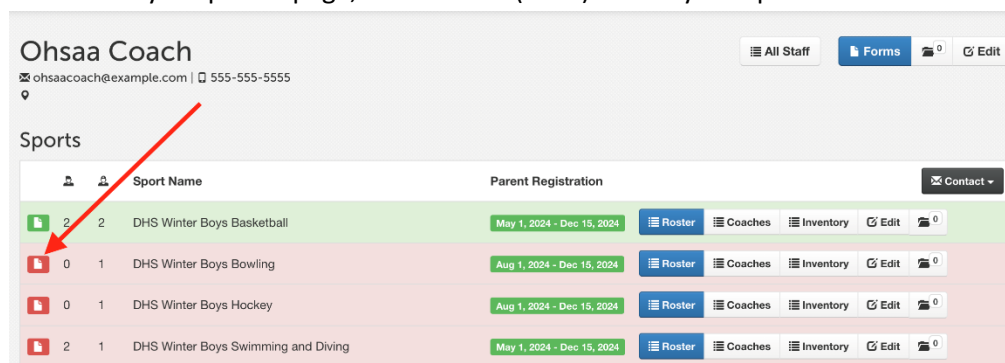 Ohsaa Coach
All Staff Forms 0 Edit
ohsaacoach@example.com | 555-555-5555
Sports
Sport Name Parent Registration Contact
2 2 DHS Winter Boys Basketball May 1, 2024 - Dec 15, 2024 Roster Coaches Inventory Edit 0
0 1 DHS Winter Boys Bowling Aug 1, 2024 - Dec 15, 2024 Roster Coaches Inventory Edit 0
0 1 DHS Winter Boys Hockey Aug 1, 2024 - Dec 15, 2024 Roster Coaches Inventory Edit 0
2 1 DHS Winter Boys Swimming and Diving May 1, 2024 - Dec 15, 2024 Roster Coaches Inventory Edit 0